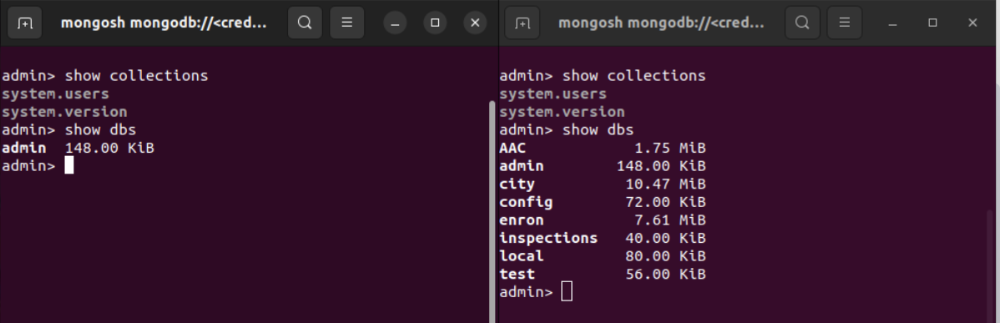 mongosh mongodb://<cred...
admin> show collections
system.users
system.version
admin> show dbs
admin  148.00 KiB
admin>
mongosh mongodb://<cred...
admin> show collections
system.users
system.version
admin> show dbs
AAC            1.75 MiB
admin        148.00 KiB
city          10.47 MiB
config        72.00 KiB
enron          7.61 MiB
inspections   40.00 KiB
local         80.00 KiB
test          56.00 KiB
admin>